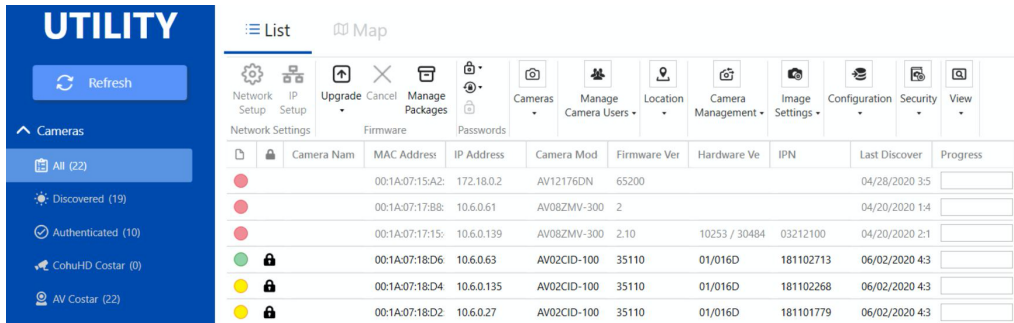 UTILITY
Refresh
Cameras
All (22)
Discovered (19)
Authenticated (10)
CohuHD Costar (0)
AV Costar (22)
List Map
Network Setup IP Setup Upgrade Cancel Manage Packages Cameras Manage Camera Users Location Camera Management Image Settings Configuration Security View
Network Settings Firmware Passwords
Camera Nam MAC Address IP Address Camera Mod Firmware Ver Hardware Ve IPN Last Discover Progress
00:1A:07:15:A2: 172.18.0.2 AV12176DN 65200 04/28/2020 3:5
00:1A:07:17:B8: 10.6.0.61 AV08ZMV-300 2 04/20/2020 1:4
00:1A:07:17:15: 10.6.0.139 AV08ZMV-300 2.10 10253 / 30484 03212100 04/20/2020 2:1
00:1A:07:18:D6: 10.6.0.63 AV02CID-100 35110 01/016D 181102713 06/02/2020 4:3
00:1A:07:18:D4: 10.6.0.135 AV02CID-100 35110 01/016D 181102268 06/02/2020 4:3
00:1A:07:18:D2: 10.6.0.27 AV02CID-100 35110 01/016D 181101779 06/02/2020 4:3